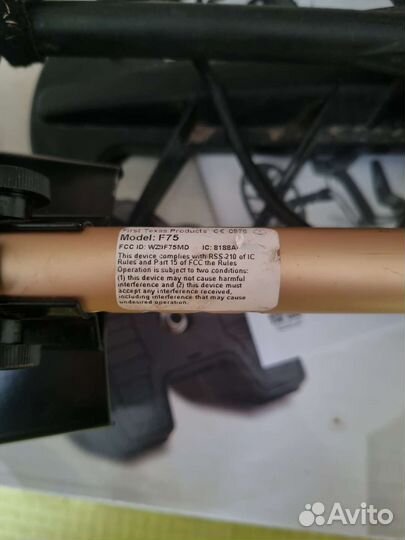 First Texas Products CE 0976
Model: F75
FCC ID: WZIF75MD IC: 8188A
This device complies with RSS-210 of IC
Rules and Part 15 of FCC the Rules
Operation is subject to two conditions:
(1) this device may not cause harmful
interference and (2) this device must
accept any interference received,
including interference that may cause
undesired operation.
Avito